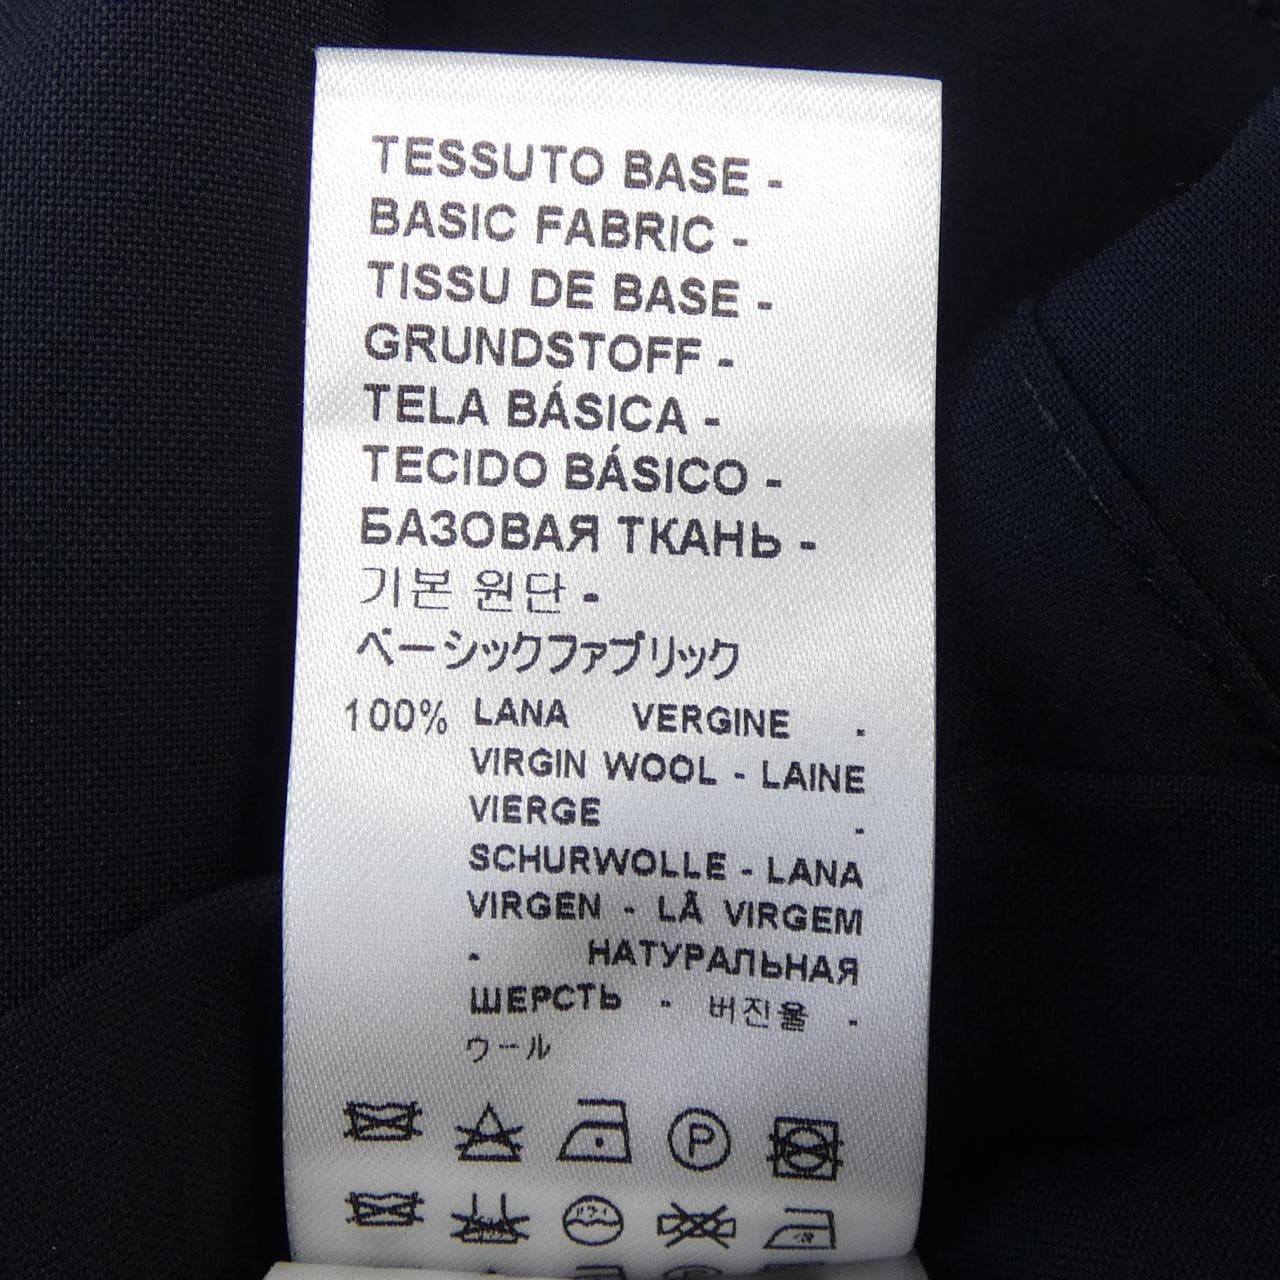 TESSUTO BASE -
BASIC FABRIC -
TISSU DE BASE -
GRUNDSTOFF -
TELA BÁSICA -
TECIDO BÁSICO -
БАЗОВАЯ ТКАНЬ -
기본 원단 -
ベーシックファブリック
100% LANA VERGINE -
VIRGIN WOOL - LAINE
VIERGE -
SCHURWOLLE - LANA
VIRGEN - LÃ VIRGEM
- НАТУРАЛЬНАЯ
ШЕРСТЬ - 버진울 -
ウール
P